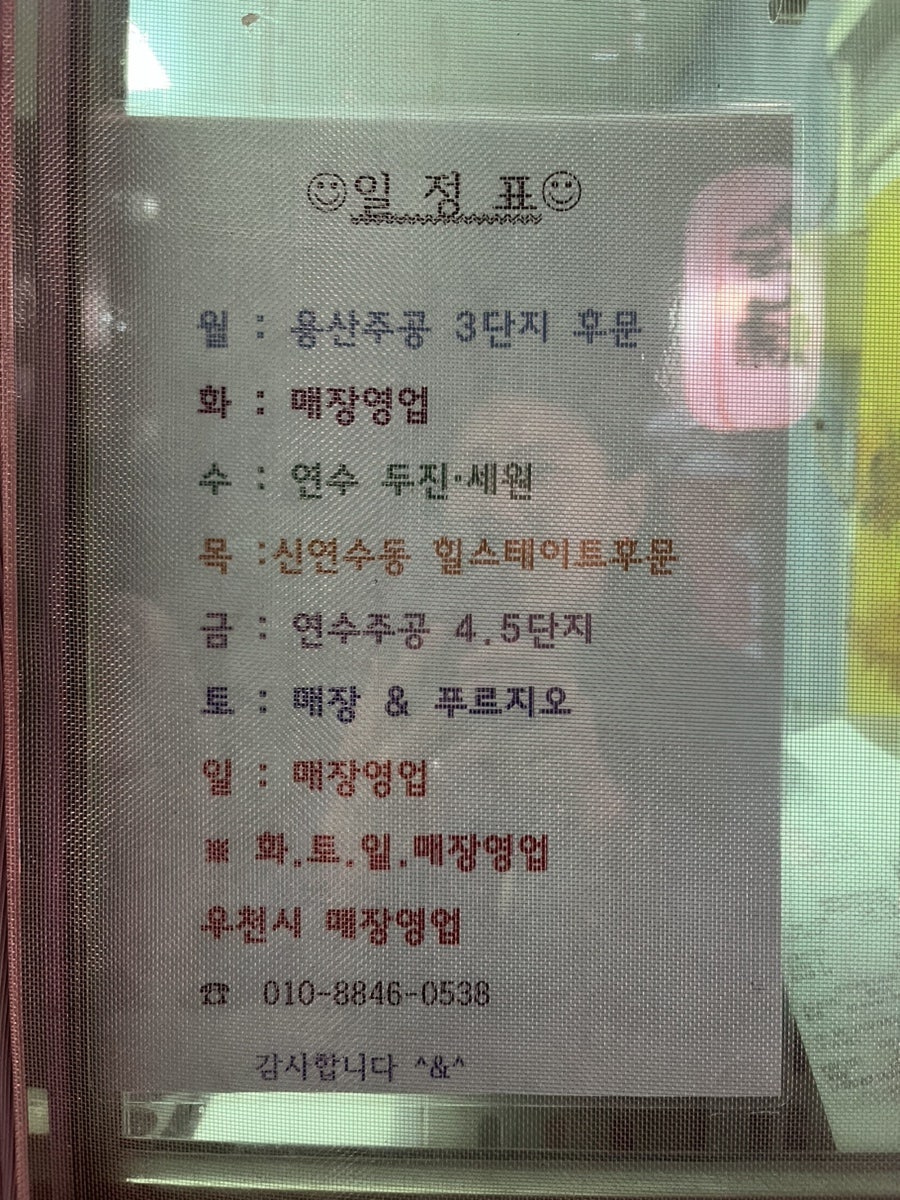 ☺일 정 표☺
월 : 용산주공 3단지 후문
화 : 매장영업
수 : 연수 두진·세원
목 :신연수동 힐스테이트후문
금 : 연수주공 4.5단지
토 : 매장 & 푸르지오
일 : 매장영업
※ 화.토.일.매장영업
우천시 매장영업
☎ 010-8846-0538
감사합니다 ^&^